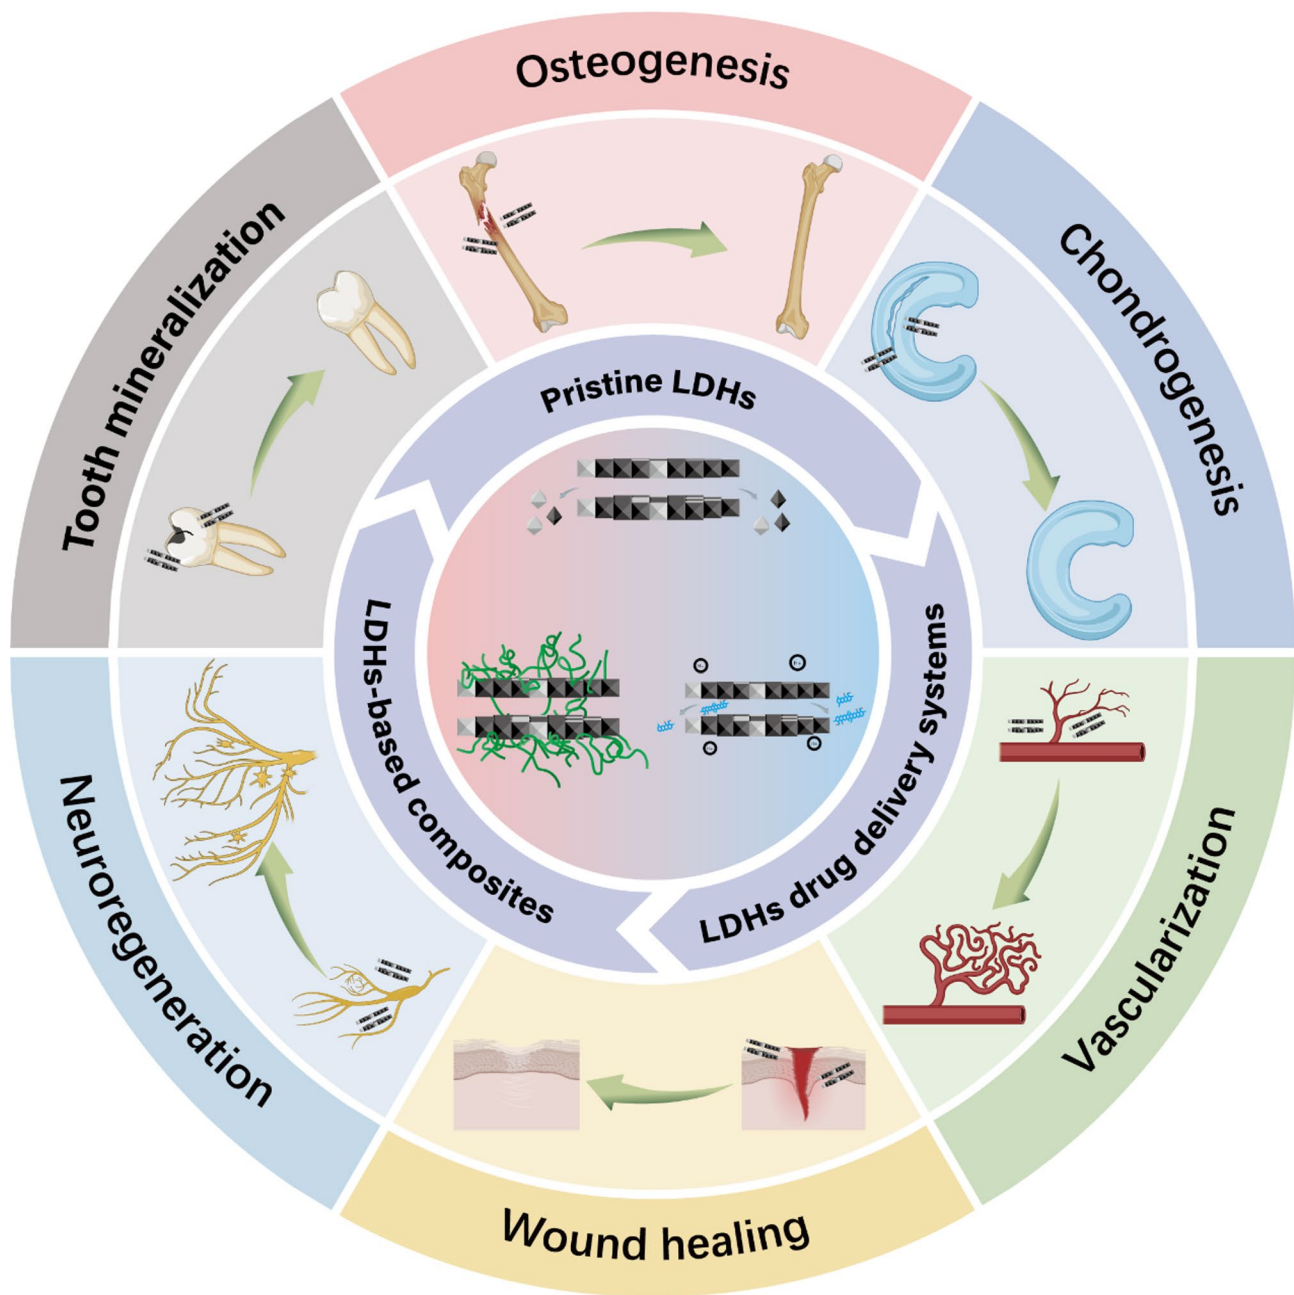 Osteogenesis
Chondrogenesis
Vascularization
Wound healing
Neuroregeneration
Tooth mineralization
Pristine LDHs
LDHs drug delivery systems
LDHs-based composites